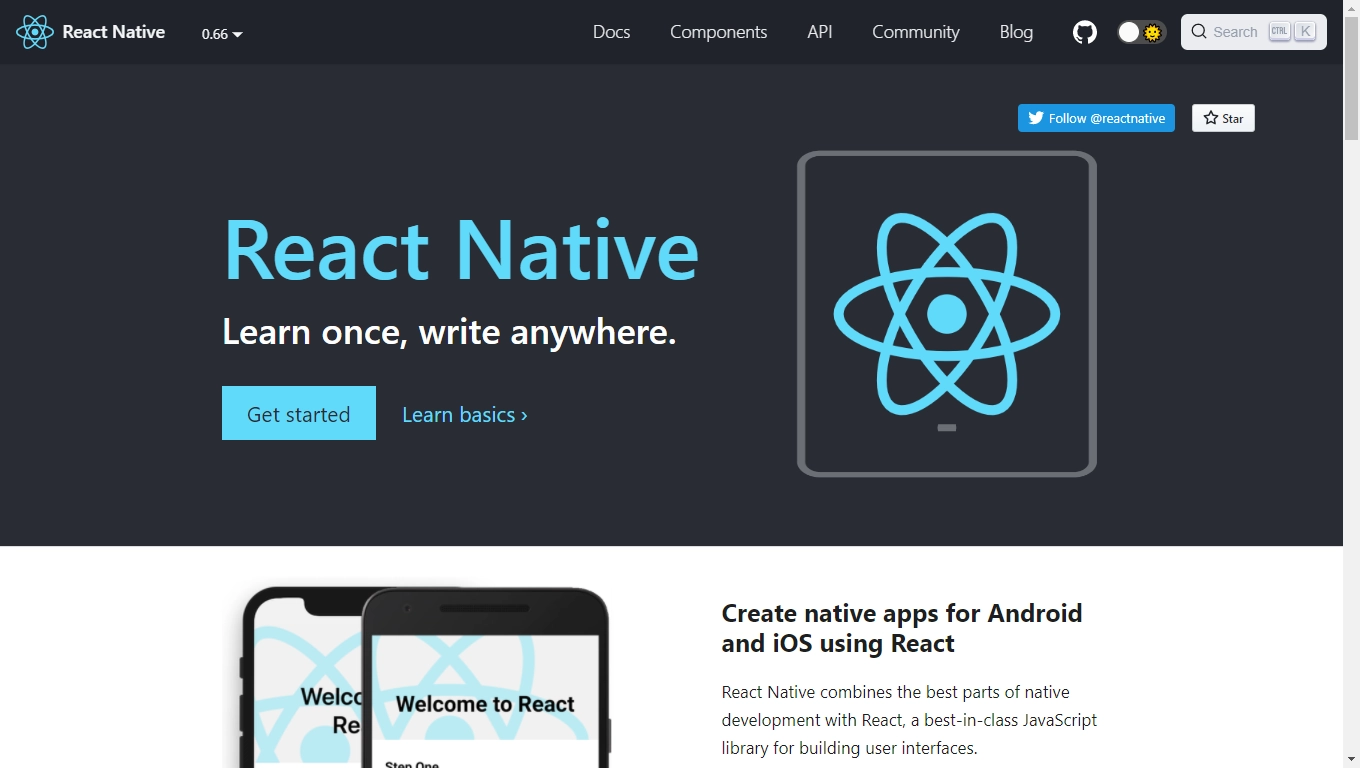 React Native
0.66
Docs
Components
API
Community
Blog
Search
CTRL
K
Follow @reactnative
Star
React Native
Learn once, write anywhere.
Get started
Learn basics ›
Create native apps for Android
and iOS using React
React Native combines the best parts of native
development with React, a best-in-class JavaScript
library for building user interfaces.
Welcome to React
Step One